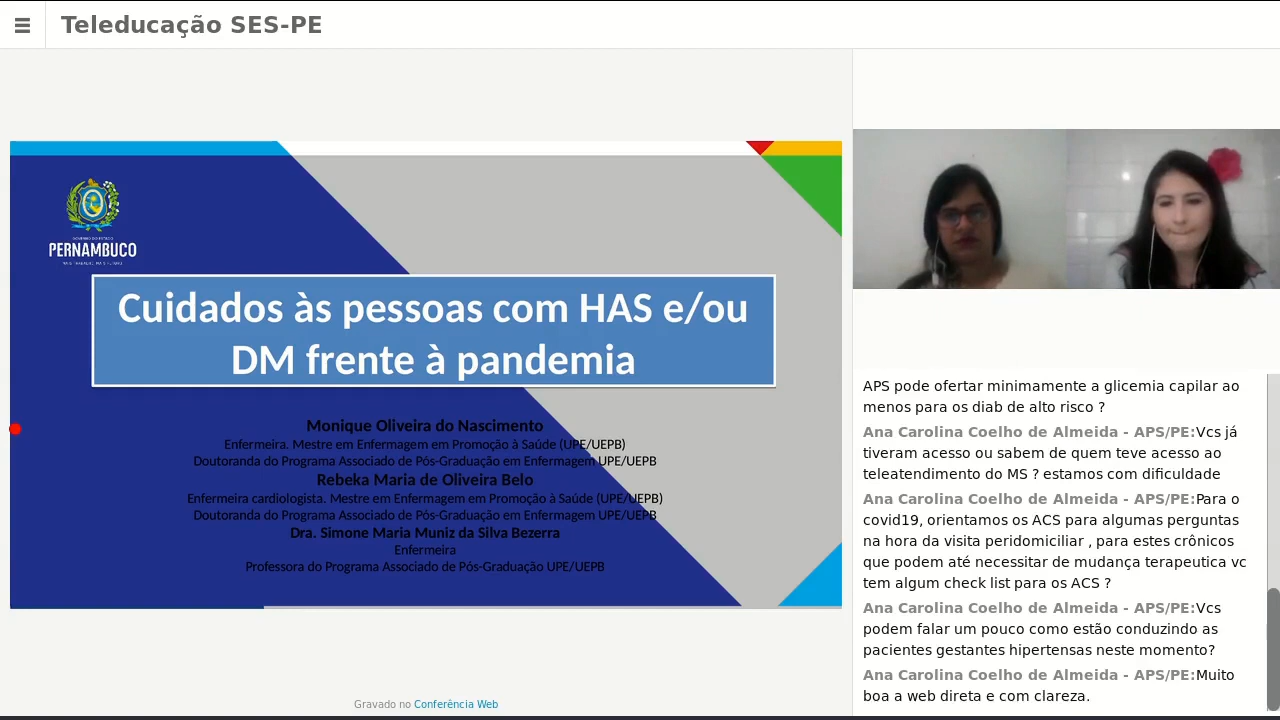 Teleducação SES-PE
PERNAMBUCO
Cuidados às pessoas com HAS e/ou
DM frente à pandemia
Monique Oliveira do Nascimento
Enfermeira. Mestre em Enfermagem em Promoção à Saúde (UPE/UEPB)
Doutoranda do Programa Associado de Pós-Graduação em Enfermagem UPE/UEPB
Rebeka Maria de Oliveira Belo
Enfermeira cardiologista. Mestre em Enfermagem em Promoção à Saúde (UPE/UEPB)
Doutoranda do Programa Associado de Pós-Graduação em Enfermagem UPE/UEPB
Dra. Simone Maria Muniz da Silva Bezerra
Enfermeira
Professora do Programa Associado de Pós-Graduação UPE/UEPB
Gravado no Conferência Web
APS pode ofertar minimamente a glicemia capilar ao
menos para os diab de alto risco ?
Ana Carolina Coelho de Almeida - APS/PE:Vcs já
tiveram acesso ou sabem de quem teve acesso ao
teleatendimento do MS ? estamos com dificuldade
Ana Carolina Coelho de Almeida - APS/PE:Para o
covid19, orientamos os ACS para algumas perguntas
na hora da visita peridomiciliar , para estes crônicos
que podem até necessitar de mudança terapeutica vc
tem algum check list para os ACS ?
Ana Carolina Coelho de Almeida - APS/PE:Vcs
podem falar um pouco como estão conduzindo as
pacientes gestantes hipertensas neste momento?
Ana Carolina Coelho de Almeida - APS/PE:Muito
boa a web direta e com clareza.